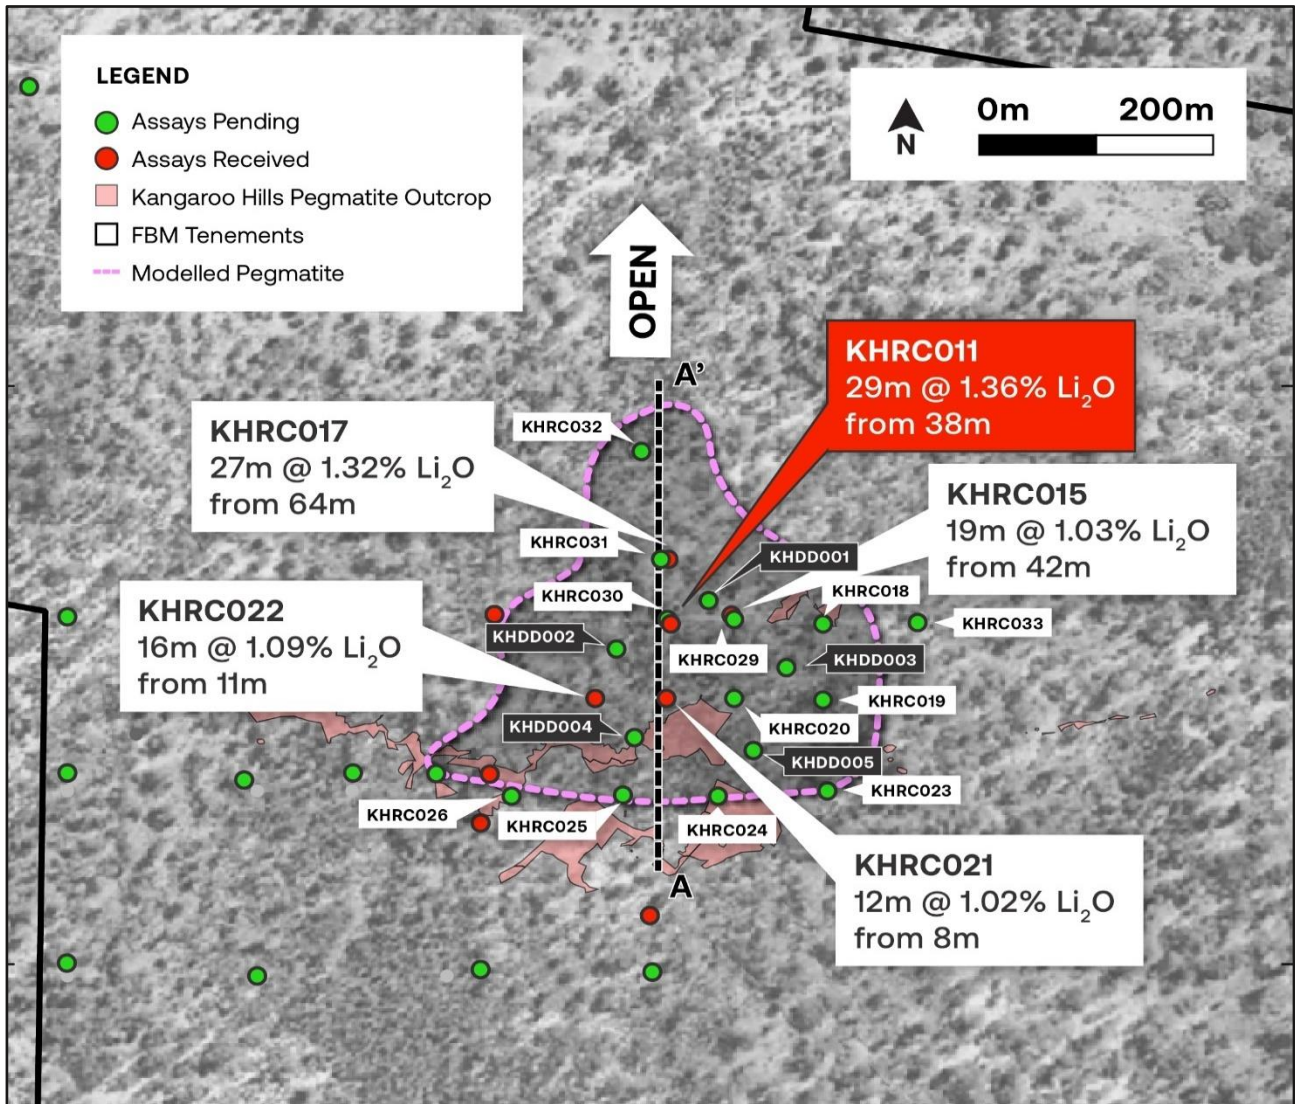 LEGEND
Assays Pending
Assays Received
Kangaroo Hills Pegmatite Outcrop
FBM Tenements
Modelled Pegmatite
N
0m 200m
OPEN
A'
KHRC011
29m @ 1.36% Li₂O
from 38m
KHRC032
KHRC017
27m @ 1.32% Li₂O
from 64m
KHRC015
19m @ 1.03% Li₂O
from 42m
KHRC031
KHDD001
KHRC030
KHRC018
KHRC022
16m @ 1.09% Li₂O
from 11m
KHRC033
KHDD002
KHRC029
KHDD003
KHRC019
KHDD004
KHRC020
KHDD005
KHRC023
KHRC026
KHRC025
KHRC024
A
KHRC021
12m @ 1.02% Li₂O
from 8m